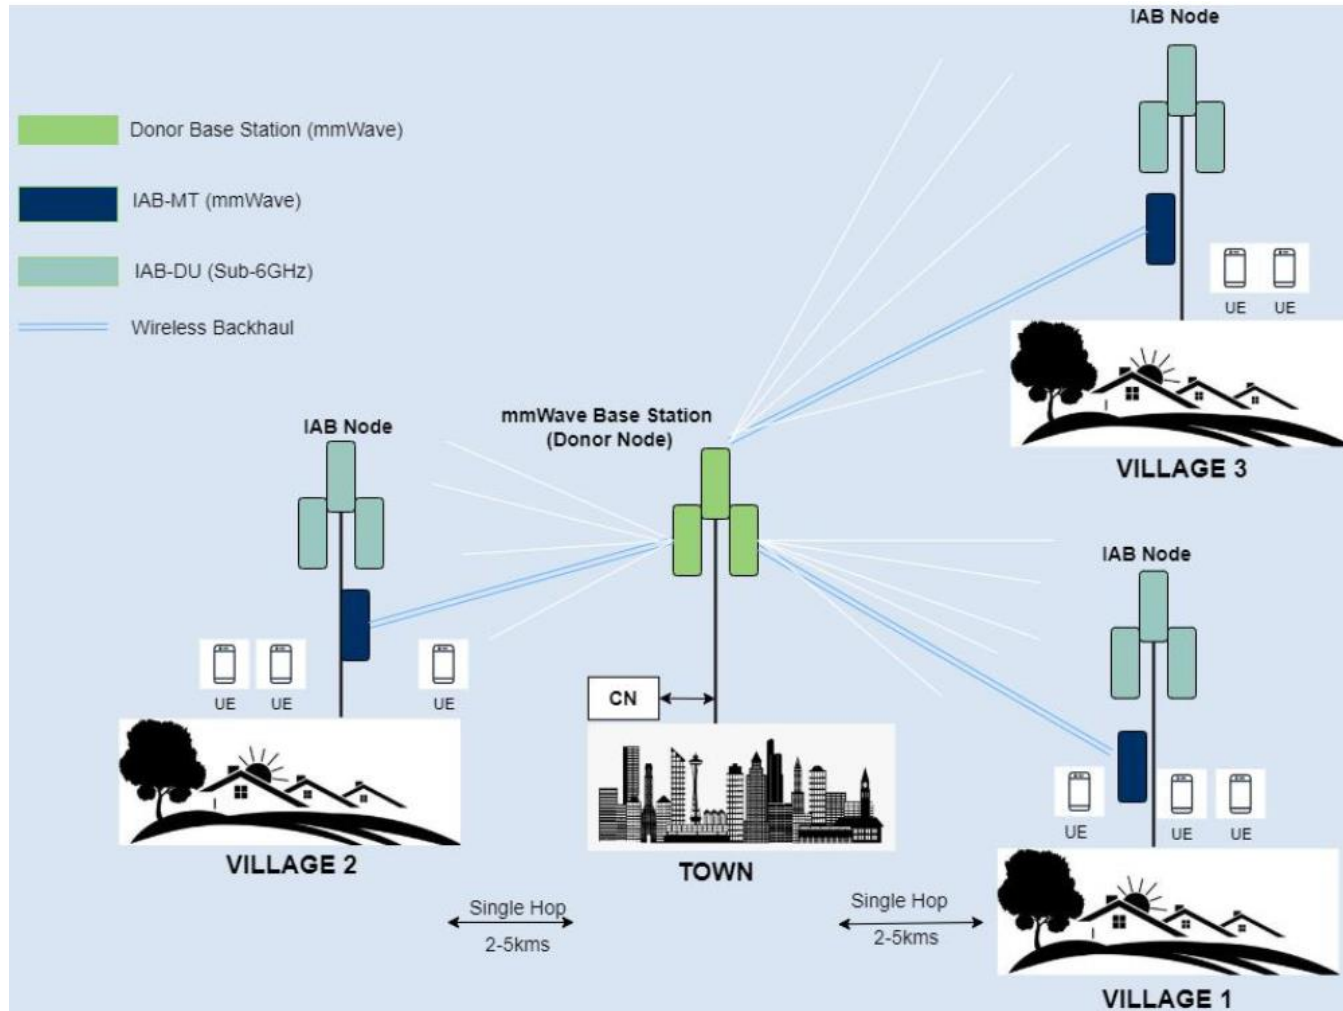 IAB Node
Donor Base Station (mmWave)
IAB-MT (mmWave)
IAB-DU (Sub-6GHz)
Wireless Backhaul
UE
UE
VILLAGE 3
mmWave Base Station
(Donor Node)
IAB Node
IAB Node
UE
UE
UE
CN
UE
UE
UE
VILLAGE 2
TOWN
Single Hop
2-5kms
Single Hop
2-5kms
VILLAGE 1